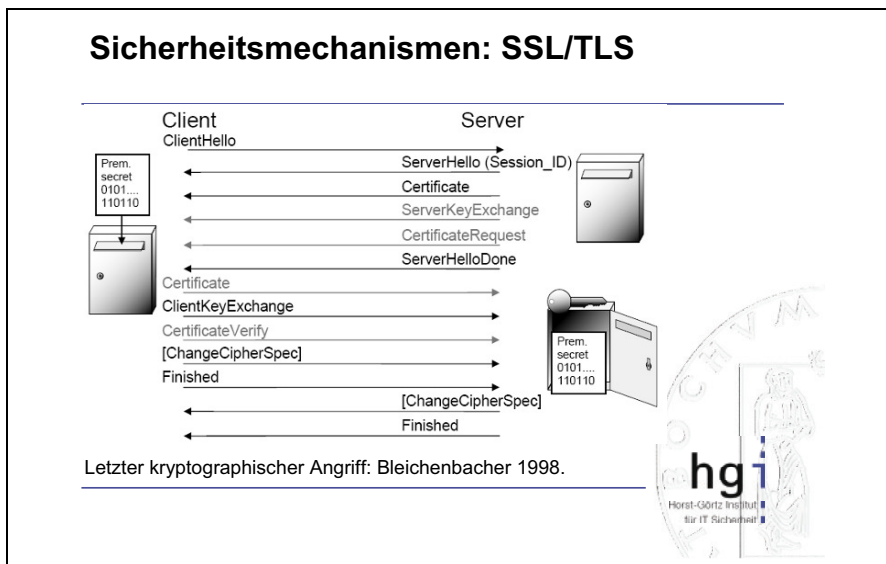 Sicherheitsmechanismen: SSL/TLS
Client Server
ClientHello
ServerHello (Session_ID)
Prem.
secret
0101....
110110
Certificate
ServerKeyExchange
CertificateRequest
ServerHelloDone
Certificate
ClientKeyExchange
CertificateVerify
[ChangeCipherSpec]
Finished
Prem.
secret
0101....
110110
[ChangeCipherSpec]
Finished
Letzter kryptographischer Angriff: Bleichenbacher 1998.
hgi
Horst-Görtz Institut
für IT Sicherheit